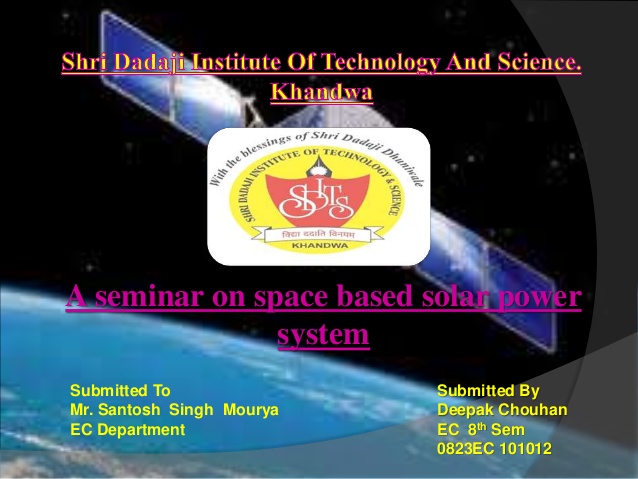 Shri Dadaji Institute Of Technology And Science.
Khandwa
With the blessings of Shri Dadaji Dhuniwale
SHRI DADAJI INSTITUTE OF TECHNOLOGY & SCIENCE
SDITS
विद्या ददाति विनयम्
KHANDWA
A seminar on space based solar power
system
Submitted To
Mr. Santosh Singh Mourya
EC Department
Submitted By
Deepak Chouhan
EC 8th Sem
0823EC 101012